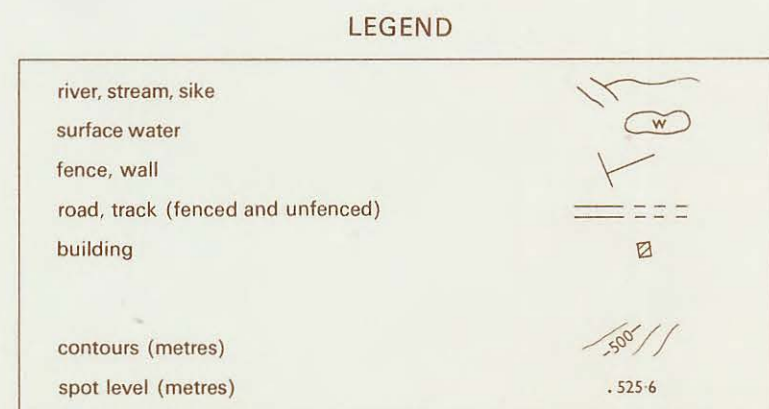 LEGEND
river, stream, sike
surface water W
fence, wall
road, track (fenced and unfenced)
building
contours (metres) -500-
spot level (metres) . 525·6